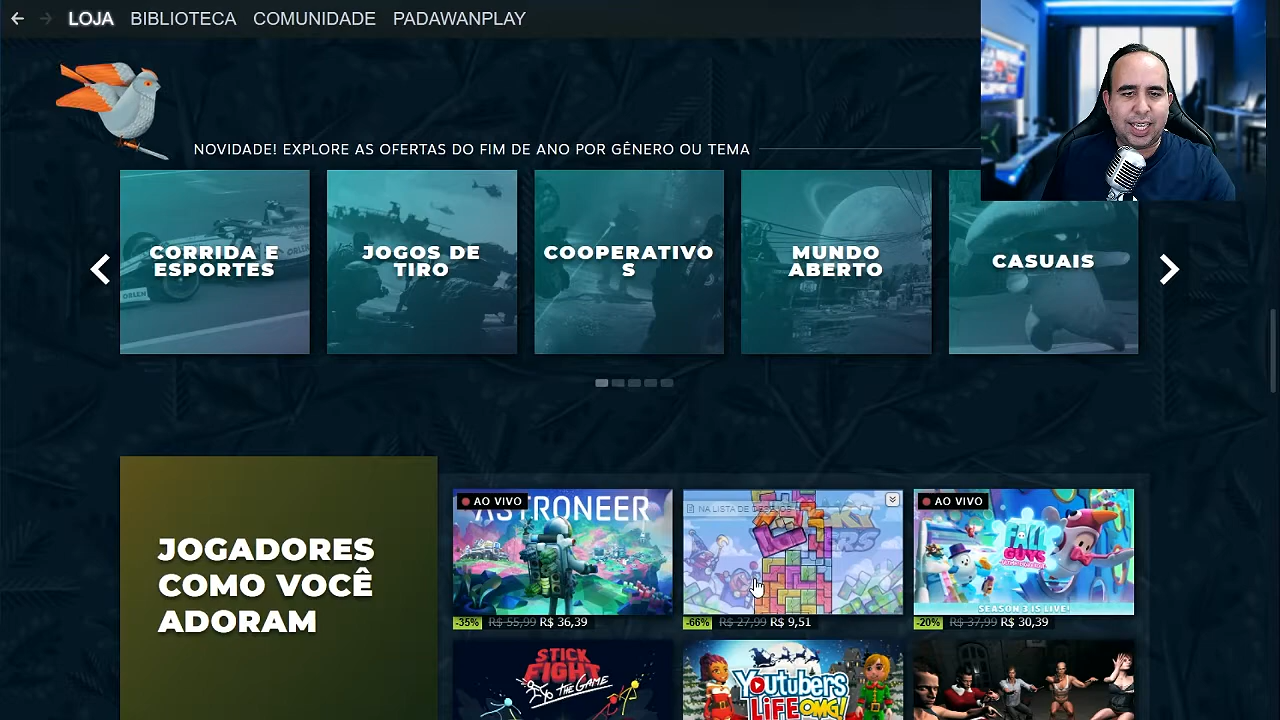 LOJA BIBLIOTECA COMUNIDADE PADAWANPLAY
NOVIDADE! EXPLORE AS OFERTAS DO FIM DE ANO POR GÊNERO OU TEMA
CORRIDA E
ESPORTES
JOGOS DE
TIRO
COOPERATIVO
S
MUNDO
ABERTO
CASUAIS
ORLEN
ORLEN
JOGADORES
COMO VOCÊ
ADORAM
AO VIVO
ASTRONEER
-35% R$ 55,99 R$ 36,39
NA LISTA DE DESEJOS
-66% R$ 27,99 R$ 9,51
AO VIVO
FALL
GUYS
SEASON 3 IS LIVE!
-20% R$ 37,99 R$ 30,39
STICK
FIGHT
THE GAME
Youtubers
LiFE OMG!